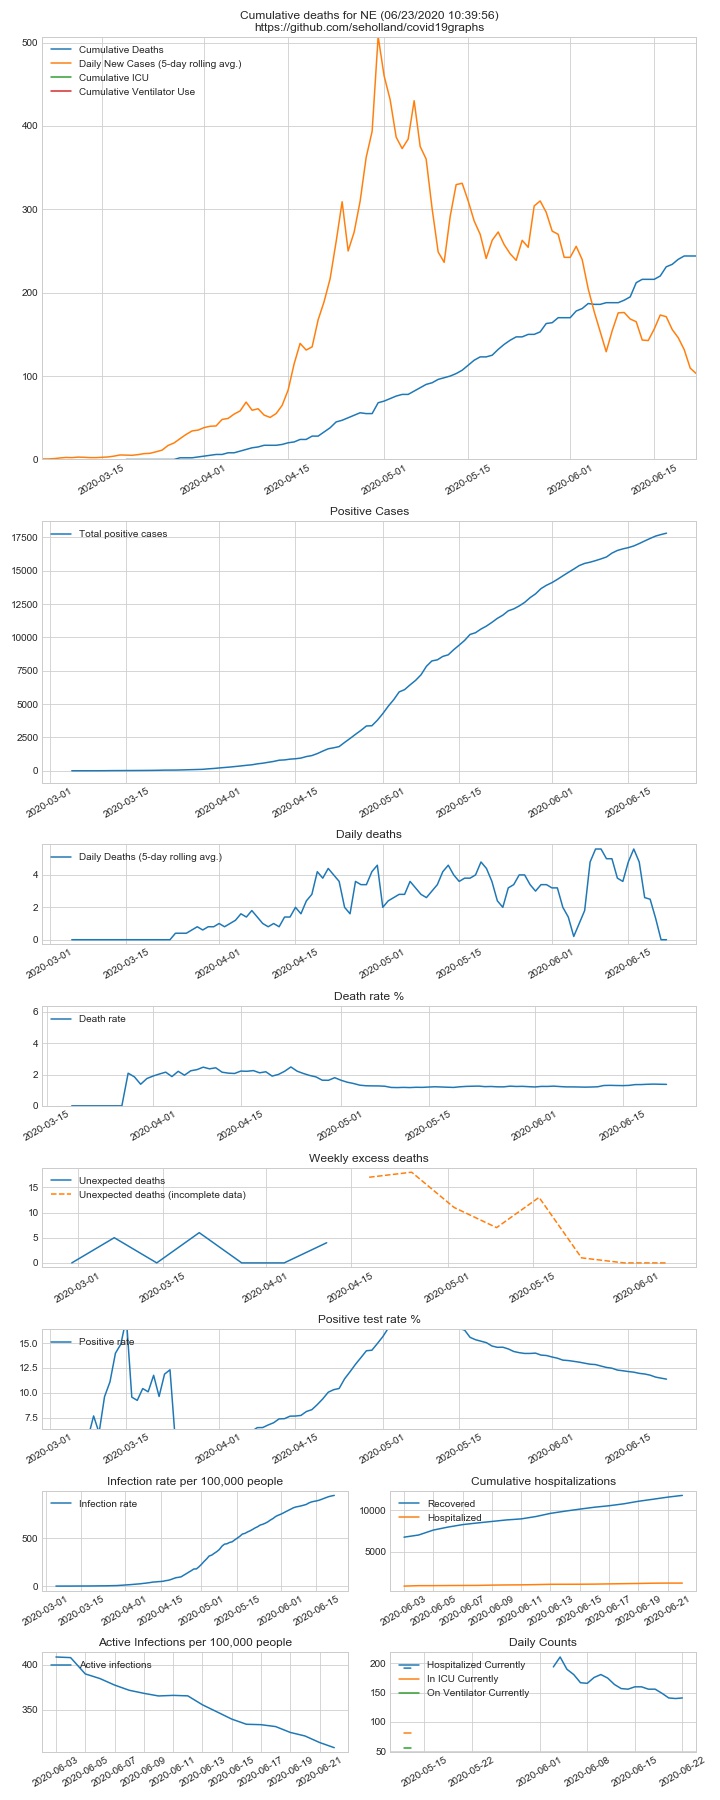 Cumulative deaths for NE (06/23/2020 10:39:56)
https://github.com/seholland/covid19graphs
Cumulative Deaths
Daily New Cases (5-day rolling avg.)
Cumulative ICU
Cumulative Ventilator Use
500
400
300
200
100
0
2020-03-15 2020-04-01 2020-04-15 2020-05-01 2020-05-15 2020-06-01 2020-06-15
Positive Cases
Total positive cases
17500
15000
12500
10000
7500
5000
2500
0
2020-03-01 2020-03-15 2020-04-01 2020-04-15 2020-05-01 2020-05-15 2020-06-01 2020-06-15
Daily deaths
Daily Deaths (5-day rolling avg.)
4
2
0
2020-03-01 2020-03-15 2020-04-01 2020-04-15 2020-05-01 2020-05-15 2020-06-01 2020-06-15
Death rate %
Death rate
6
4
2
0
2020-03-15 2020-04-01 2020-04-15 2020-05-01 2020-05-15 2020-06-01 2020-06-15
Weekly excess deaths
Unexpected deaths
Unexpected deaths (incomplete data)
15
10
5
0
2020-03-01 2020-03-15 2020-04-01 2020-04-15 2020-05-01 2020-05-15 2020-06-01
Positive test rate %
Positive rate
15.0
12.5
10.0
7.5
2020-03-01 2020-03-15 2020-04-01 2020-04-15 2020-05-01 2020-05-15 2020-06-01 2020-06-15
Infection rate per 100,000 people
Infection rate
500
0
2020-03-01 2020-03-15 2020-04-01 2020-04-15 2020-05-01 2020-05-15 2020-06-01 2020-06-15
Cumulative hospitalizations
Recovered
Hospitalized
10000
5000
2020-06-03 2020-06-05 2020-06-07 2020-06-09 2020-06-11 2020-06-13 2020-06-15 2020-06-17 2020-06-19 2020-06-21
Active Infections per 100,000 people
Active infections
400
350
2020-06-03 2020-06-05 2020-06-07 2020-06-09 2020-06-11 2020-06-13 2020-06-15 2020-06-17 2020-06-19 2020-06-21
Daily Counts
Hospitalized Currently
In ICU Currently
On Ventilator Currently
200
150
100
50
2020-05-15 2020-05-22 2020-06-01 2020-06-08 2020-06-15 2020-06-22